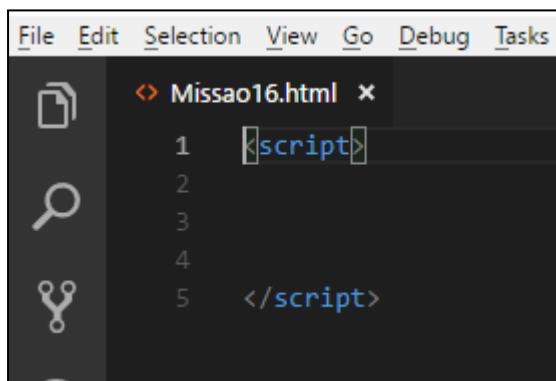 File Edit Selection View Go Debug Tasks
<> Missao16.html ×
1 <script>
2
3
4
5 </script>